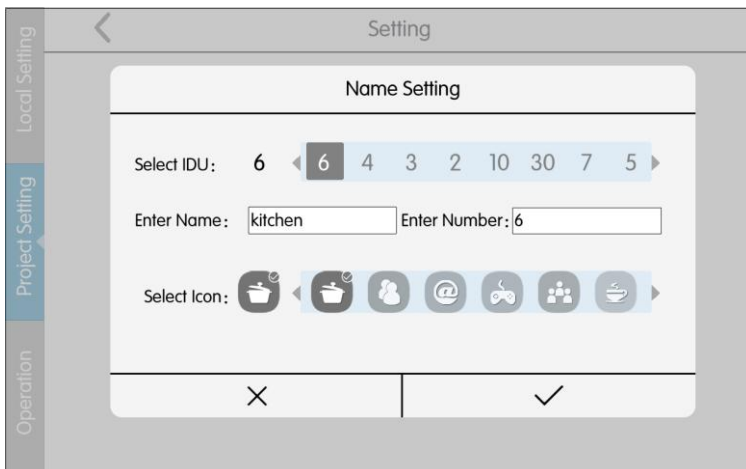 Setting
Local Setting
Project Setting
Operation
Name Setting
Select IDU: 6 6 4 3 2 10 30 7 5
Enter Name: kitchen Enter Number: 6
Select Icon: